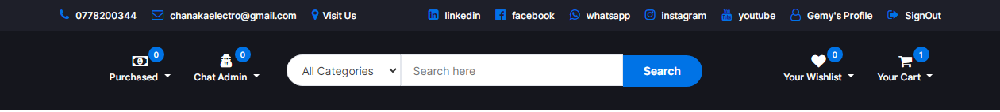 0778200344 chanakaelectro@gmail.com Visit Us linkedin facebook whatsapp instagram youtube Gemy's Profile SignOut
0 0 0 1
All Categories Search here Search
Purchased Chat Admin Your Wishlist Your Cart